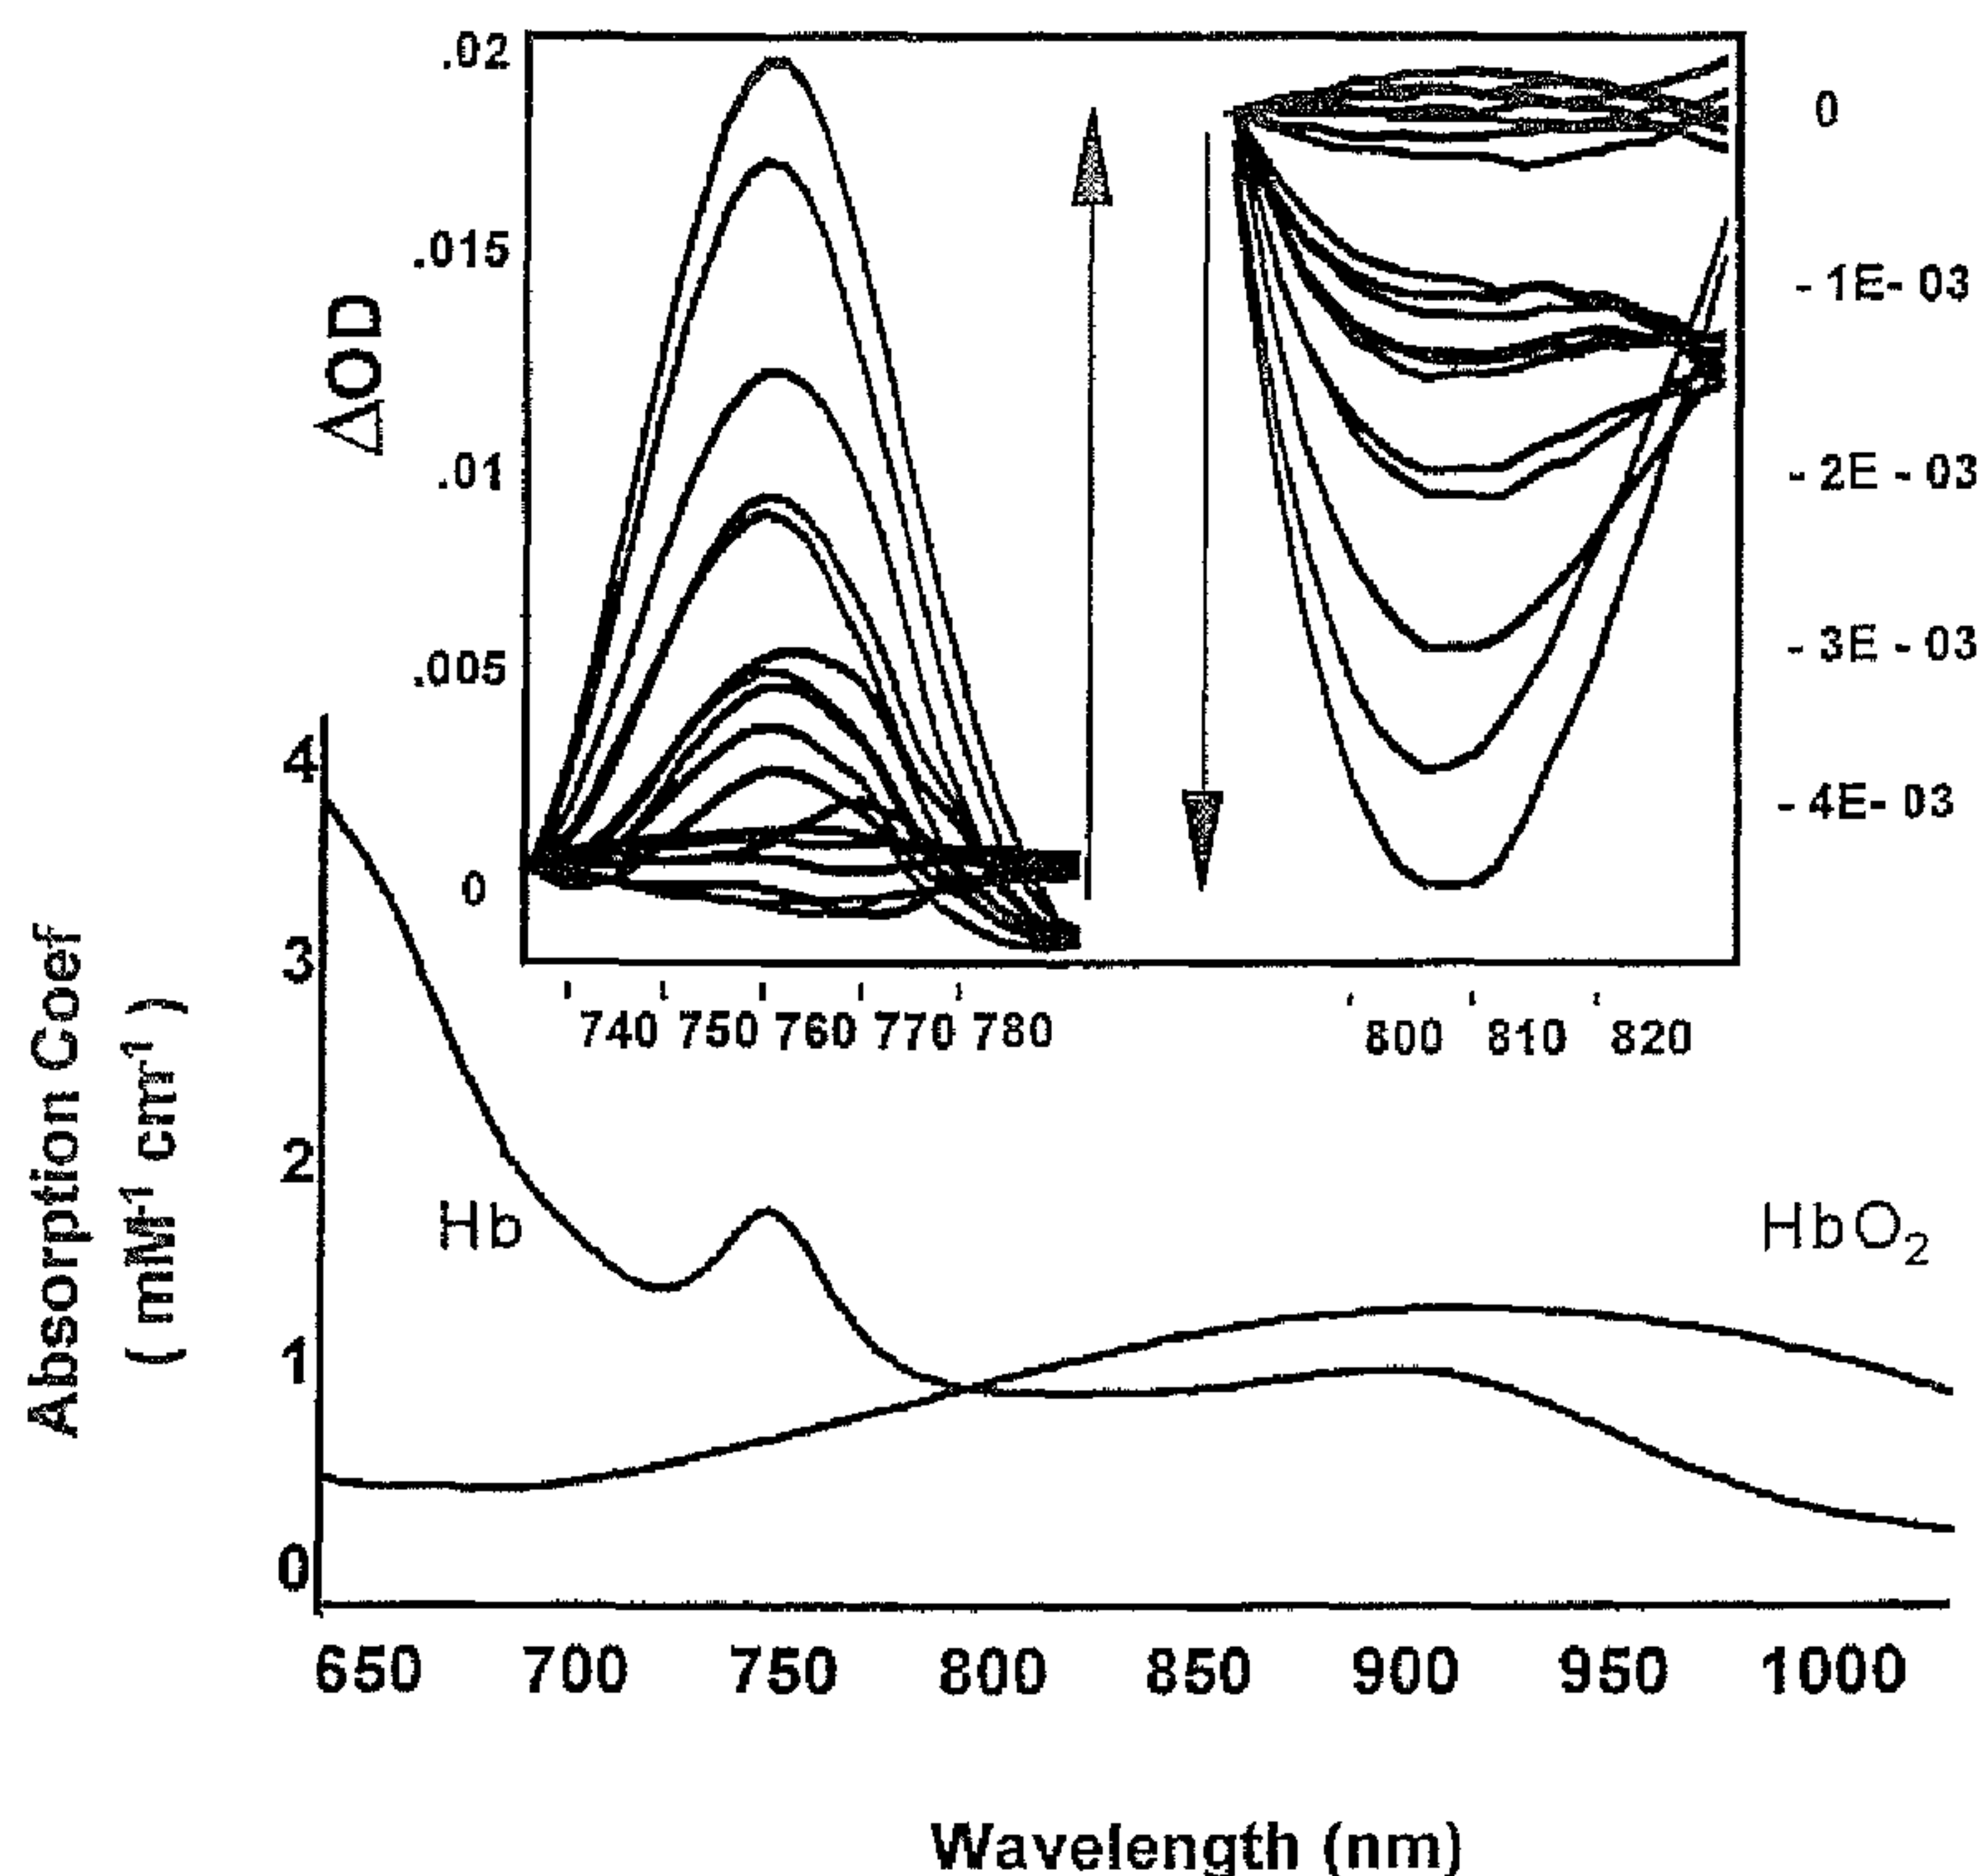 .02
.015
ΔOD
.01
.005
0
0
- 1E- 03
- 2E - 03
- 3E - 03
- 4E- 03
740 750 760 770 780
800 810 820
4
3
2
1
0
Absorption Coef
( mM-1 cm-1 )
Hb
HbO2
650 700 750 800 850 900 950 1000
Wavelength (nm)